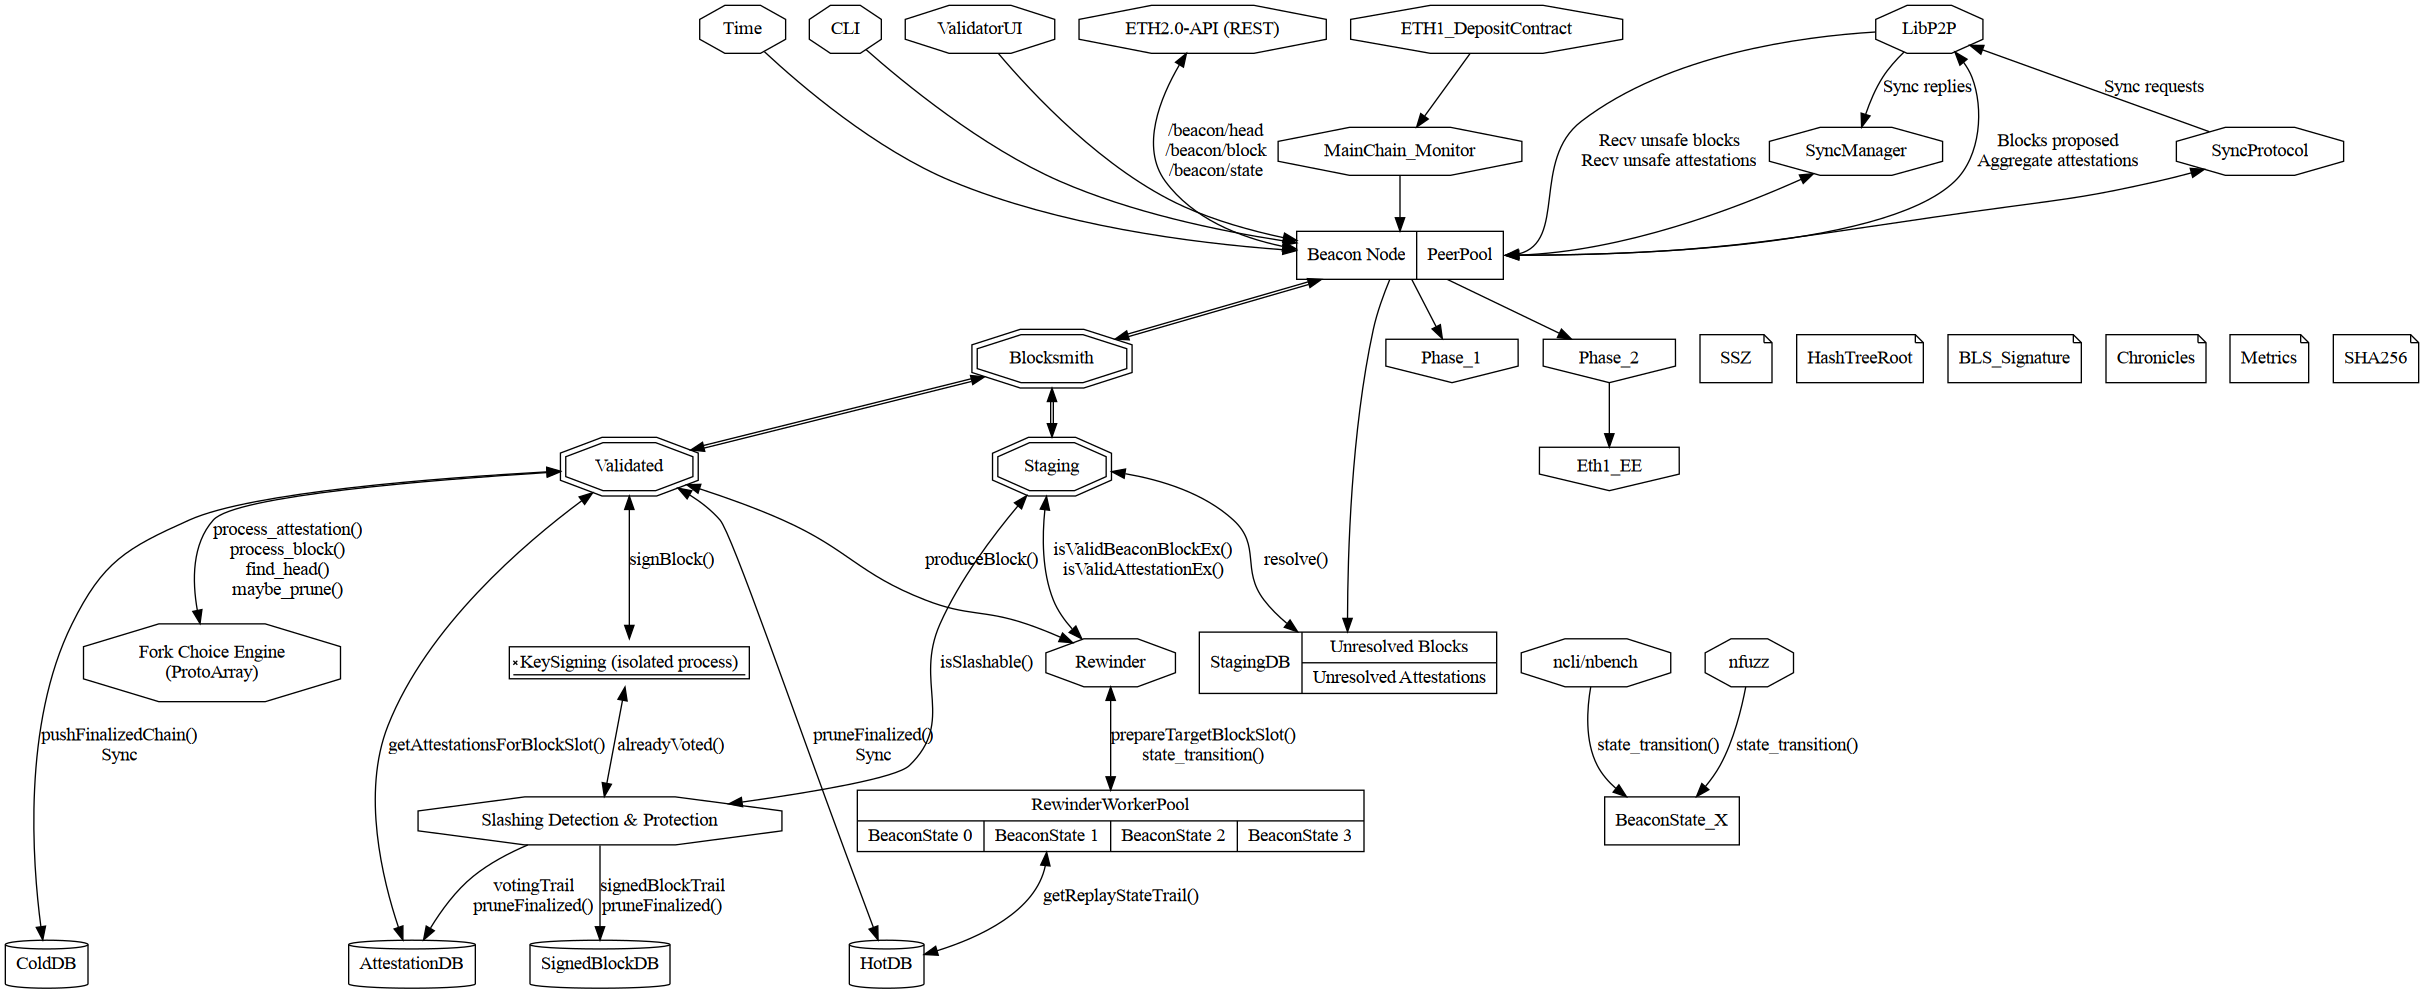 Time
CLI
ValidatorUI
ETH2.0-API (REST)
ETH1_DepositContract
LibP2P
Sync replies
Sync requests
/beacon/head
/beacon/block
/beacon/state
MainChain_Monitor
Recv unsafe blocks
Recv unsafe attestations
SyncManager
Blocks proposed
Aggregate attestations
SyncProtocol
Beacon Node
PeerPool
Blocksmith
Phase_1
Phase_2
SSZ
HashTreeRoot
BLS_Signature
Chronicles
Metrics
SHA256
Validated
Staging
Eth1_EE
process_attestation()
process_block()
find_head()
maybe_prune()
signBlock()
produceBlock()
isValidBeaconBlockEx()
isValidAttestationEx()
resolve()
Fork Choice Engine
(ProtoArray)
KeySigning (isolated process)
isSlashable()
Rewinder
StagingDB
Unresolved Blocks
Unresolved Attestations
ncli/nbench
nfuzz
pushFinalizedChain()
Sync
getAttestationsForBlockSlot()
alreadyVoted()
pruneFinalized()
Sync
prepareTargetBlockSlot()
state_transition()
state_transition()
state_transition()
Slashing Detection & Protection
RewinderWorkerPool
BeaconState 0
BeaconState 1
BeaconState 2
BeaconState 3
BeaconState_X
votingTrail
pruneFinalized()
signedBlockTrail
pruneFinalized()
getReplayStateTrail()
ColdDB
AttestationDB
SignedBlockDB
HotDB